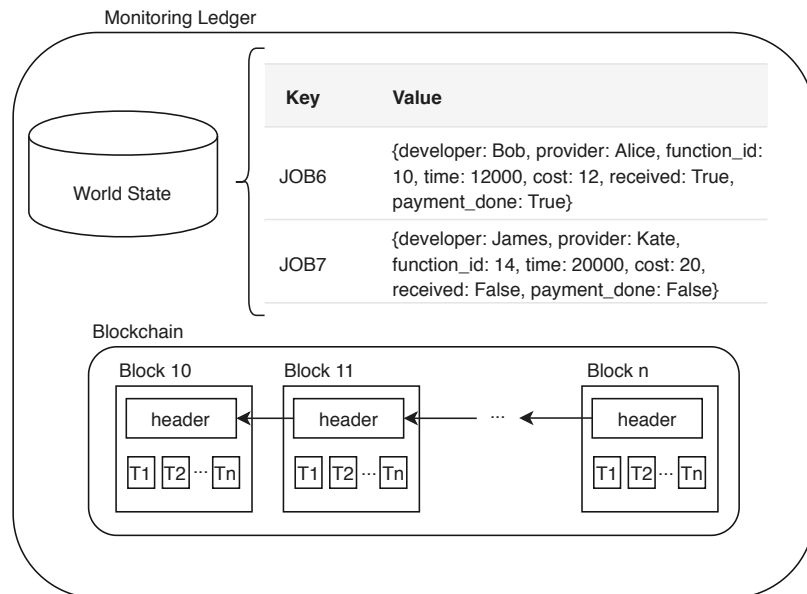 Monitoring Ledger
World State
Key Value
JOB6
{developer: Bob, provider: Alice, function_id:
10, time: 12000, cost: 12, received: True,
payment_done: True}
JOB7
{developer: James, provider: Kate,
function_id: 14, time: 20000, cost: 20,
received: False, payment_done: False}
Blockchain
Block 10 Block 11 Block n
header header ... header
T1 T2 ... Tn T1 T2 ... Tn T1 T2 ... Tn